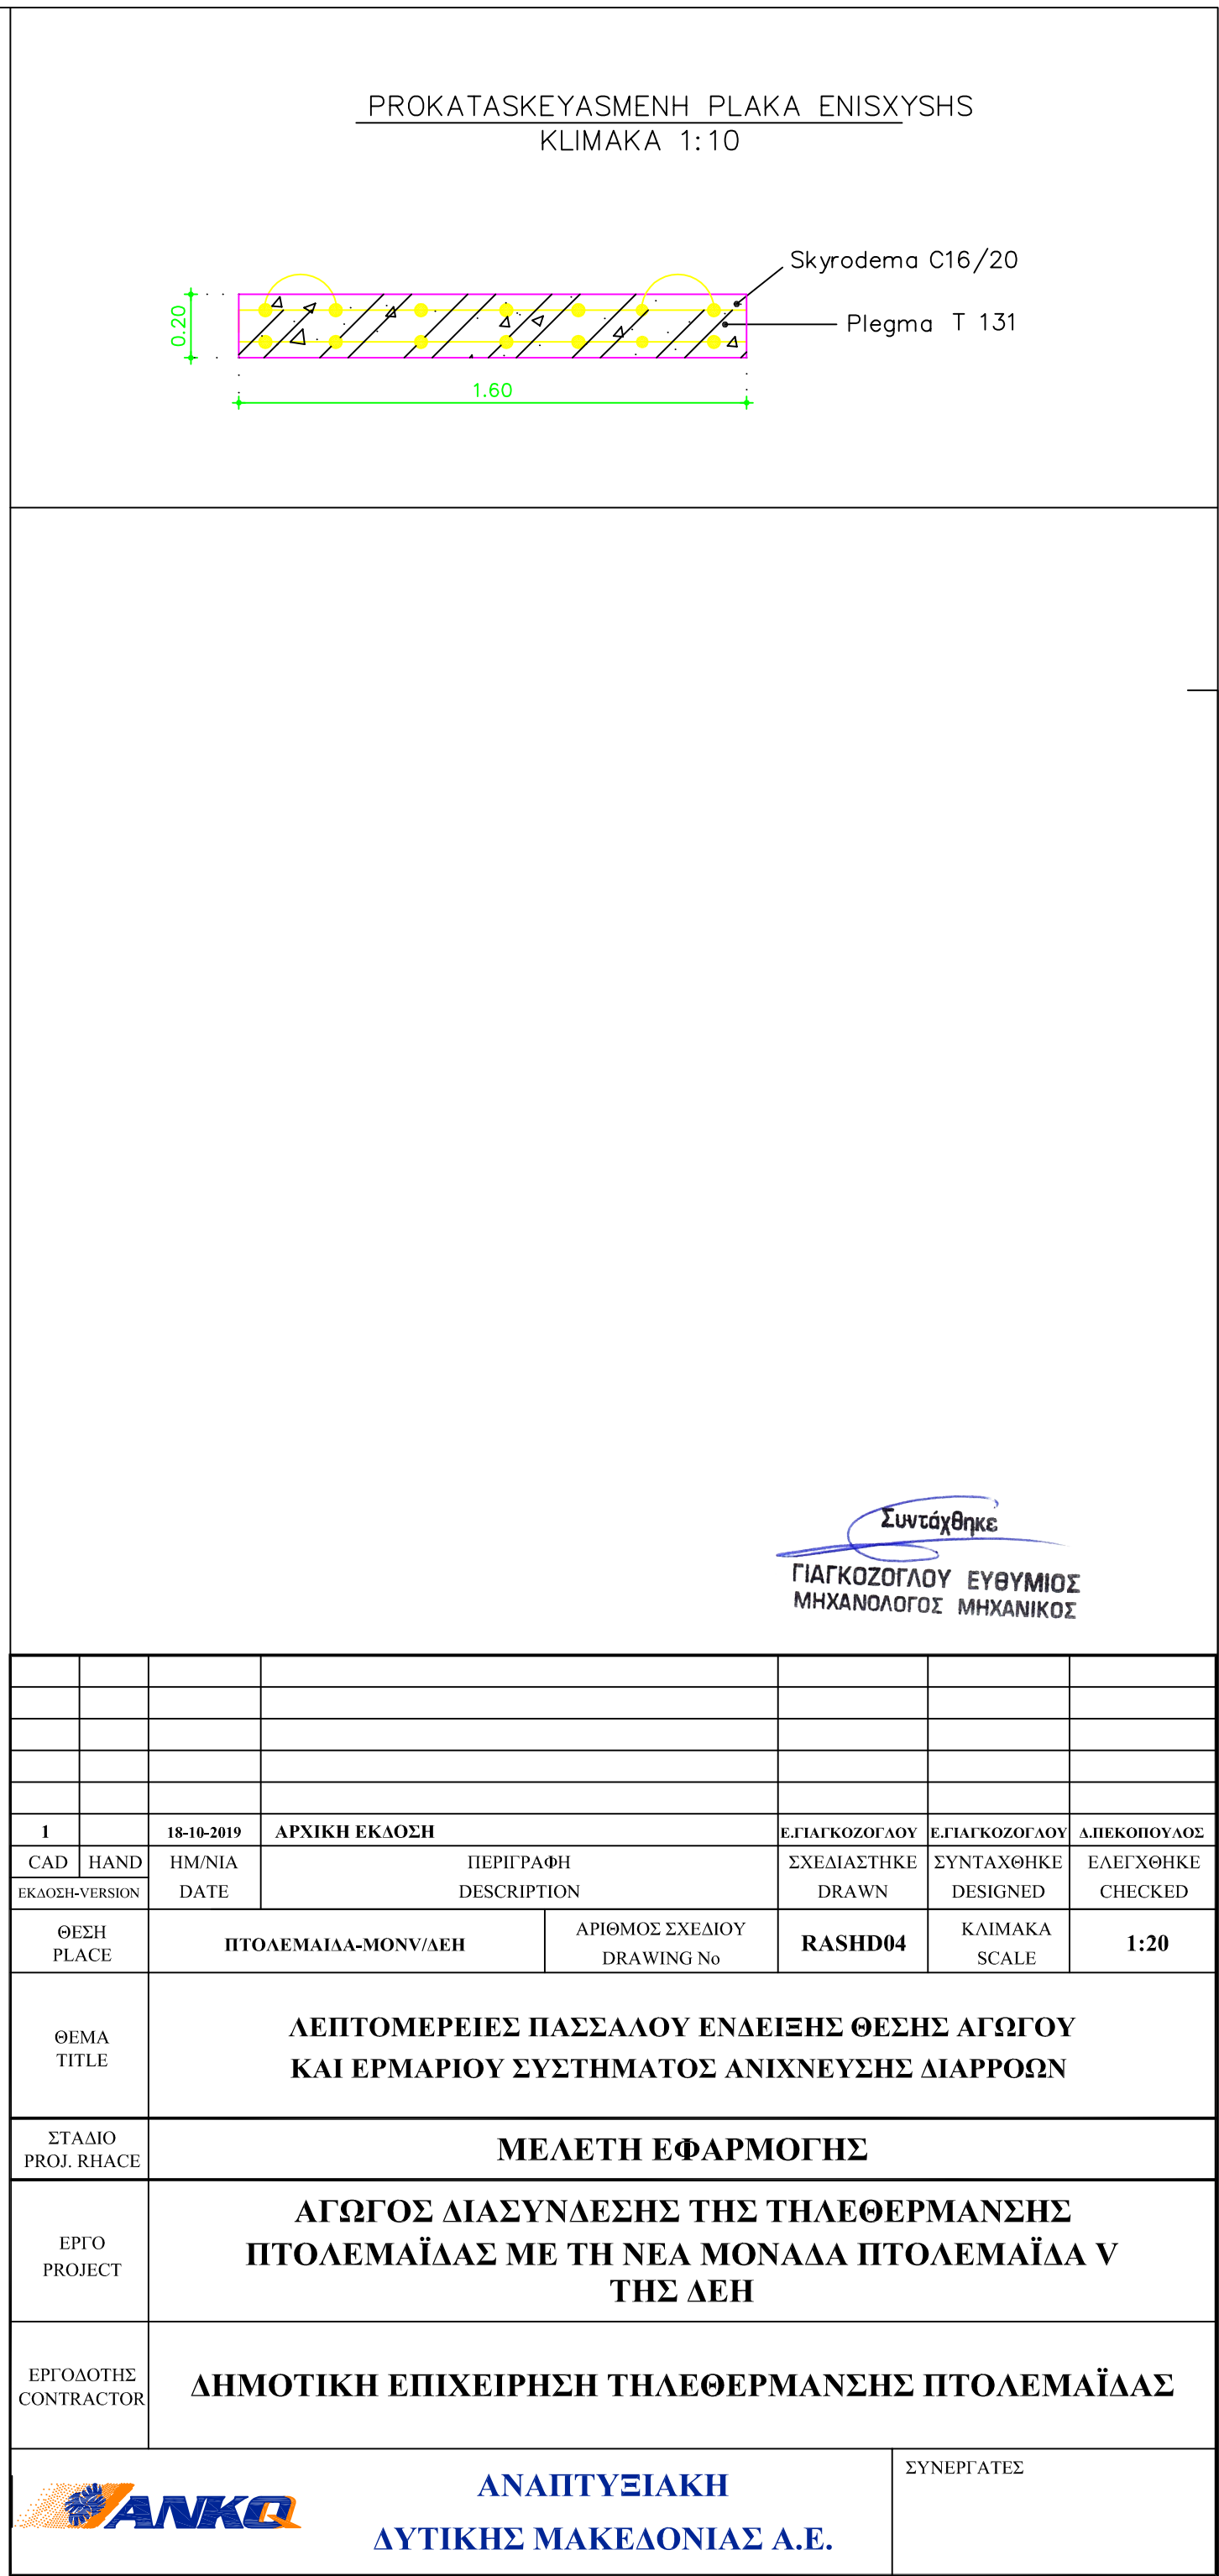 PROKATASKEYASMENH PLAKA ENISXYSHS
KLIMAKA 1:10
Skyrodema C16/20
Plegma T 131
0.20
1.60
Συντάχθηκε
ΓΙΑΓΚΟΖΟΓΛΟΥ ΕΥΘΥΜΙΟΣ
ΜΗΧΑΝΟΛΟΓΟΣ ΜΗΧΑΝΙΚΟΣ
1 18-10-2019 ΑΡΧΙΚΗ ΕΚΔΟΣΗ Ε.ΓΙΑΓΚΟΖΟΓΛΟΥ Ε.ΓΙΑΓΚΟΖΟΓΛΟΥ Δ.ΠΕΚΟΠΟΥΛΟΣ
CAD HAND ΗΜ/ΝΙΑ ΠΕΡΙΓΡΑΦΗ ΣΧΕΔΙΑΣΤΗΚΕ ΣΥΝΤΑΧΘΗΚΕ ΕΛΕΓΧΘΗΚΕ
ΕΚΔΟΣΗ-VERSION DATE DESCRIPTION DRAWN DESIGNED CHECKED
ΘΕΣΗ
PLACE
ΠΤΟΛΕΜΑΙΔΑ-ΜΟΝV/ΔΕΗ
ΑΡΙΘΜΟΣ ΣΧΕΔΙΟΥ
DRAWING No
RASHD04
ΚΛΙΜΑΚΑ
SCALE
1:20
ΘΕΜΑ
TITLE
ΛΕΠΤΟΜΕΡΕΙΕΣ ΠΑΣΣΑΛΟΥ ΕΝΔΕΙΞΗΣ ΘΕΣΗΣ ΑΓΩΓΟΥ
ΚΑΙ ΕΡΜΑΡΙΟΥ ΣΥΣΤΗΜΑΤΟΣ ΑΝΙΧΝΕΥΣΗΣ ΔΙΑΡΡΟΩΝ
ΣΤΑΔΙΟ
PROJ. RHACE
ΜΕΛΕΤΗ ΕΦΑΡΜΟΓΗΣ
ΕΡΓΟ
PROJECT
ΑΓΩΓΟΣ ΔΙΑΣΥΝΔΕΣΗΣ ΤΗΣ ΤΗΛΕΘΕΡΜΑΝΣΗΣ
ΠΤΟΛΕΜΑΪΔΑΣ ΜΕ ΤΗ ΝΕΑ ΜΟΝΑΔΑ ΠΤΟΛΕΜΑΪΔΑ V
ΤΗΣ ΔΕΗ
ΕΡΓΟΔΟΤΗΣ
CONTRACTOR
ΔΗΜΟΤΙΚΗ ΕΠΙΧΕΙΡΗΣΗ ΤΗΛΕΘΕΡΜΑΝΣΗΣ ΠΤΟΛΕΜΑΪΔΑΣ
ANKO
ΑΝΑΠΤΥΞΙΑΚΗ
ΔΥΤΙΚΗΣ ΜΑΚΕΔΟΝΙΑΣ Α.Ε.
ΣΥΝΕΡΓΑΤΕΣ